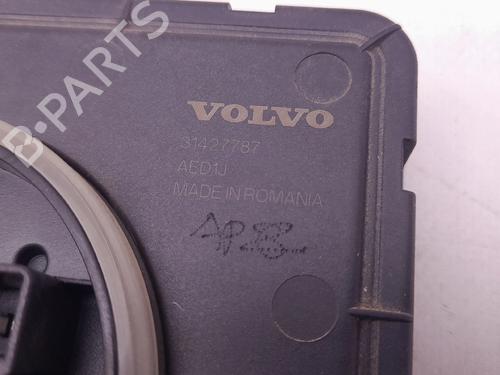 B-PARTS
VOLVO
31427787
AED1J
MADE IN ROMANIA